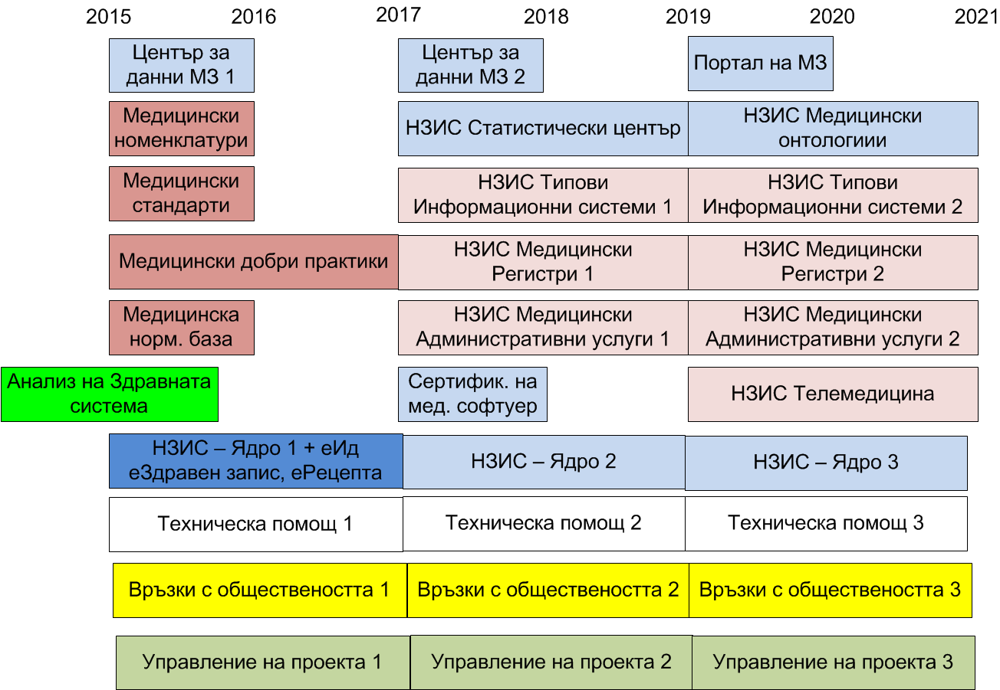 2015 2016 2017 2018 2019 2020 2021
Център за
данни МЗ 1
Център за
данни МЗ 2
Портал на МЗ
Медицински
номенклатури
НЗИС Статистически център
НЗИС Медицински
онтологиии
Медицински
стандарти
НЗИС Типови
Информационни системи 1
НЗИС Типови
Информационни системи 2
Медицински добри практики
НЗИС Медицински
Регистри 1
НЗИС Медицински
Регистри 2
Медицинска
норм. база
НЗИС Медицински
Административни услуги 1
НЗИС Медицински
Административни услуги 2
Анализ на Здравната
система
Сертифик. на
мед. софтуер
НЗИС Телемедицина
НЗИС – Ядро 1 + еИд
еЗдравен запис, еРецепта
НЗИС – Ядро 2
НЗИС – Ядро 3
Техническа помощ 1
Техническа помощ 2
Техническа помощ 3
Връзки с обществеността 1
Връзки с обществеността 2
Връзки с обществеността 3
Управление на проекта 1
Управление на проекта 2
Управление на проекта 3